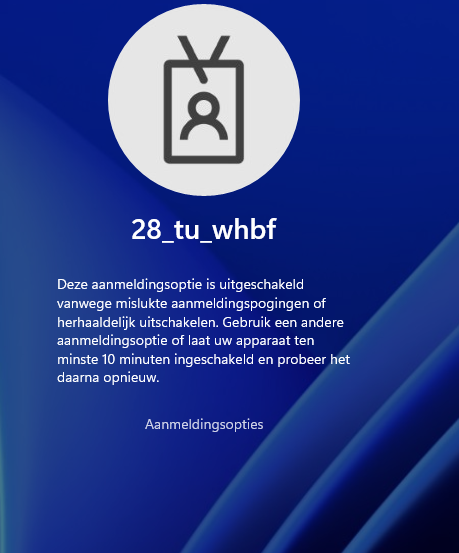 28_tu_whbf
Deze aanmeldingsoptie is uitgeschakeld
vanwege mislukte aanmeldingspogingen of
herhaaldelijk uitschakelen. Gebruik een andere
aanmeldingsoptie of laat uw apparaat ten
minste 10 minuten ingeschakeld en probeer het
daarna opnieuw.
Aanmeldingsopties